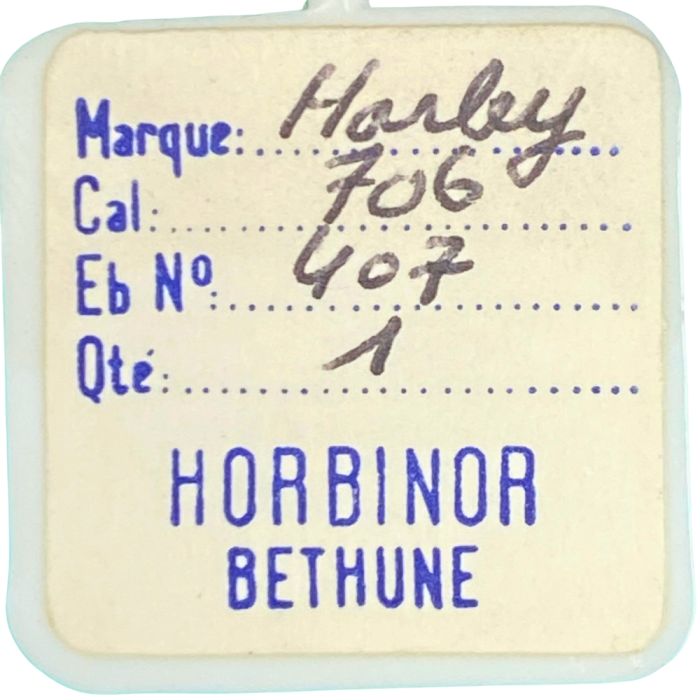 Marque: Harley
Cal: 706
Eb Nº: 407
Qté: 1
HORBINOR
BETHUNE